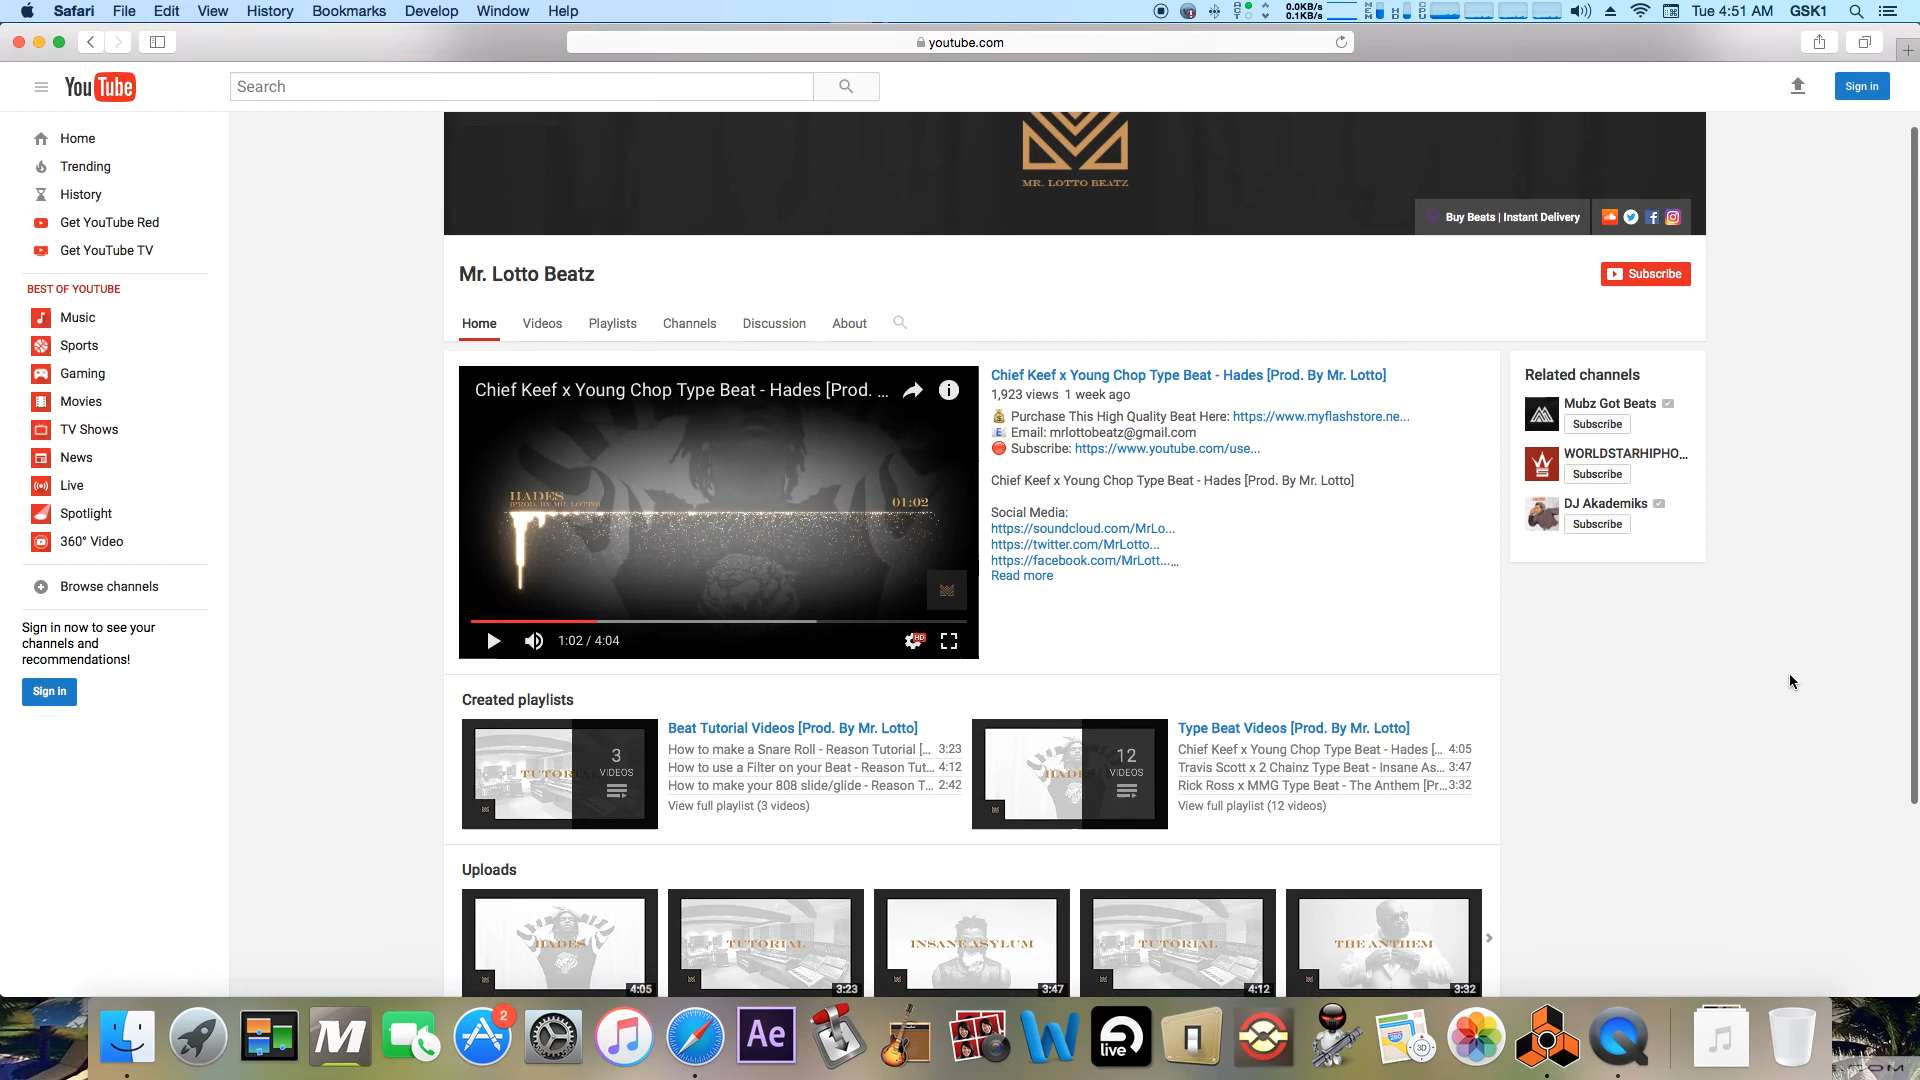 Safari File Edit View History Bookmarks Develop Window Help
0.0KB/s
0.1KB/s
Tue 4:51 AM GSK1
youtube.com
YouTube
Search
Sign in
Home
Trending
History
Get YouTube Red
Get YouTube TV
BEST OF YOUTUBE
Music
Sports
Gaming
Movies
TV Shows
News
Live
Spotlight
360° Video
Browse channels
Sign in now to see your
channels and
recommendations!
Sign in
MR. LOTTO BEATZ
Buy Beats | Instant Delivery
Mr. Lotto Beatz
Subscribe
Home Videos Playlists Channels Discussion About
Chief Keef x Young Chop Type Beat - Hades [Prod. ...
HADES
[PROD. BY MR. LOTTO]
01:02
1:02 / 4:04
HD
Chief Keef x Young Chop Type Beat - Hades [Prod. By Mr. Lotto]
1,923 views 1 week ago
Purchase This High Quality Beat Here: https://www.myflashstore.ne...
Email: mrlottobeatz@gmail.com
Subscribe: https://www.youtube.com/use...
Chief Keef x Young Chop Type Beat - Hades [Prod. By Mr. Lotto]
Social Media:
https://soundcloud.com/MrLo...
https://twitter.com/MrLotto...
https://facebook.com/MrLott...…
Read more
Related channels
Mubz Got Beats
Subscribe
WORLDSTARHIPHO...
Subscribe
DJ Akademiks
Subscribe
Created playlists
TUTORIAL
3
VIDEOS
Beat Tutorial Videos [Prod. By Mr. Lotto]
How to make a Snare Roll - Reason Tutorial [... 3:23
How to use a Filter on your Beat - Reason Tut... 4:12
How to make your 808 slide/glide - Reason T... 2:42
View full playlist (3 videos)
HADES
12
VIDEOS
Type Beat Videos [Prod. By Mr. Lotto]
Chief Keef x Young Chop Type Beat - Hades [... 4:05
Travis Scott x 2 Chainz Type Beat - Insane As... 3:47
Rick Ross x MMG Type Beat - The Anthem [Pr... 3:32
View full playlist (12 videos)
Uploads
HADES
4:05
TUTORIAL
3:23
INSANE ASYLUM
3:47
TUTORIAL
4:12
THE ANTHEM
3:32
2
Ae
live
3D